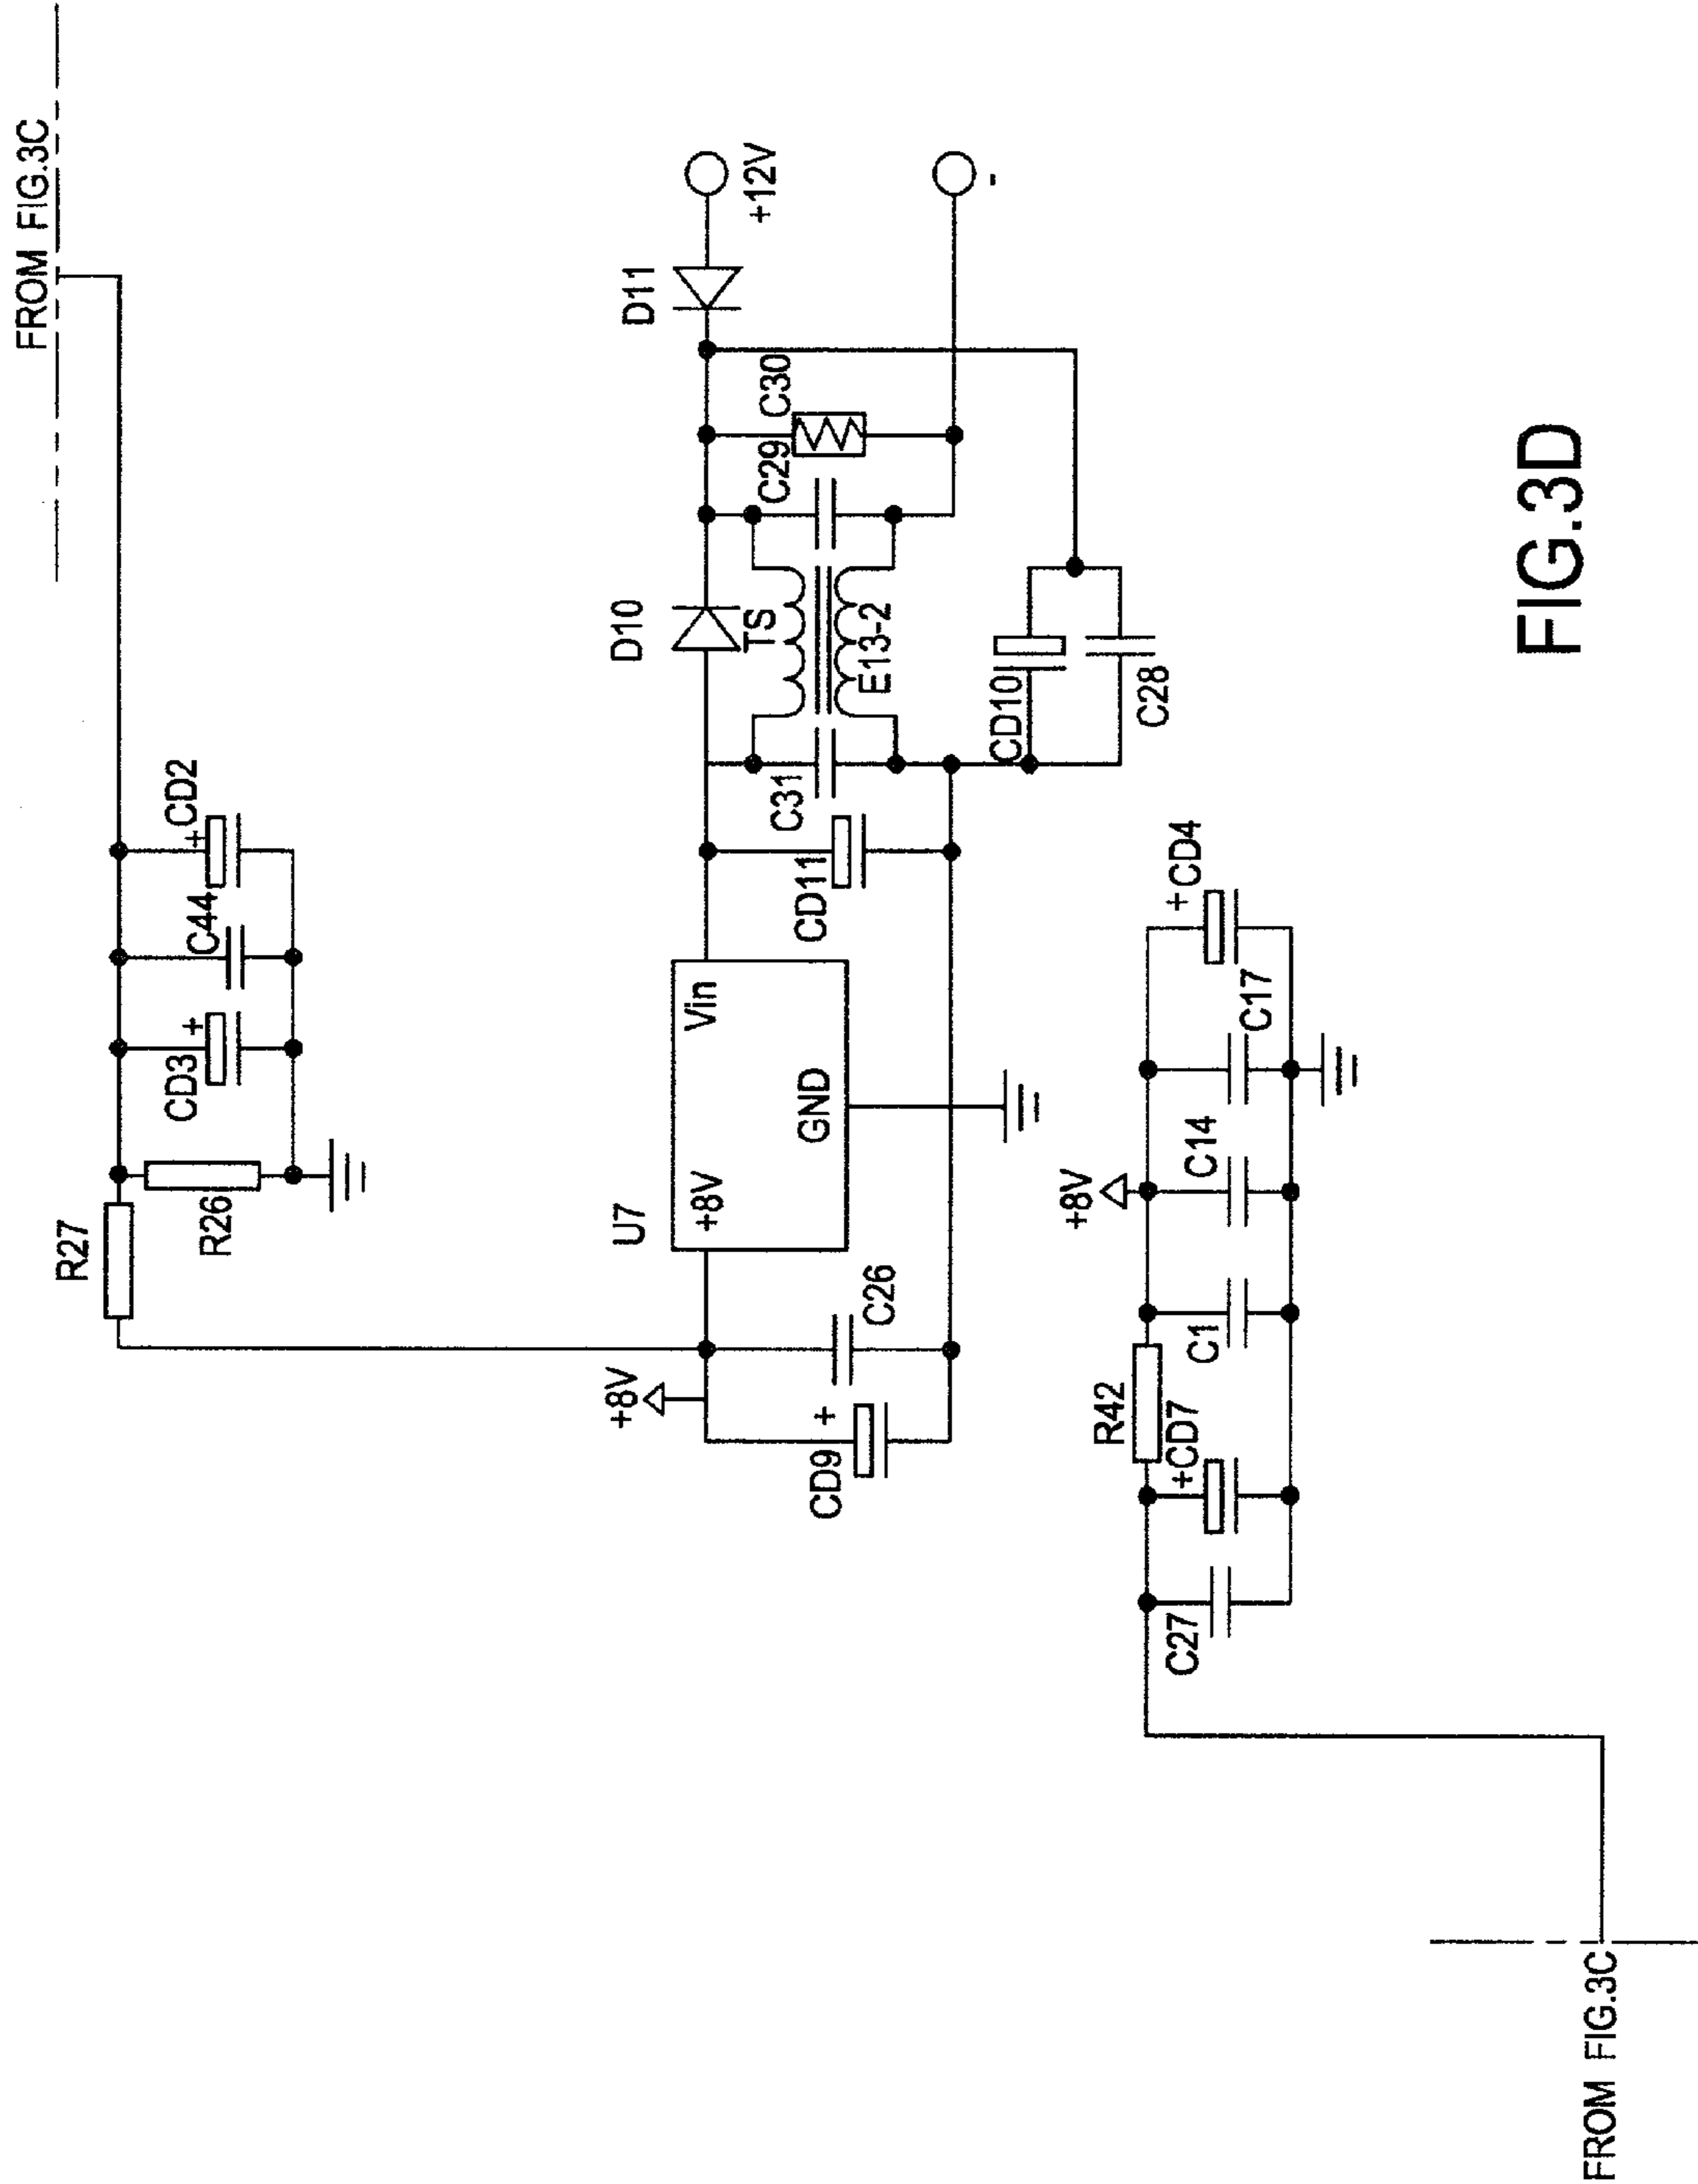 FROM FIG.3C
R27
R26
CD3 +
C44
+ CD2
U7
+8V
Vin
GND
+8V
C26
CD9 +
CD11
C31
D10
TS
E13-2
C29
C30
D11
+12V
-
CD10
C28
R42
+8V
+CD7
C27
C1
C14
C17
+CD4
FROM FIG.3C
FIG.3D